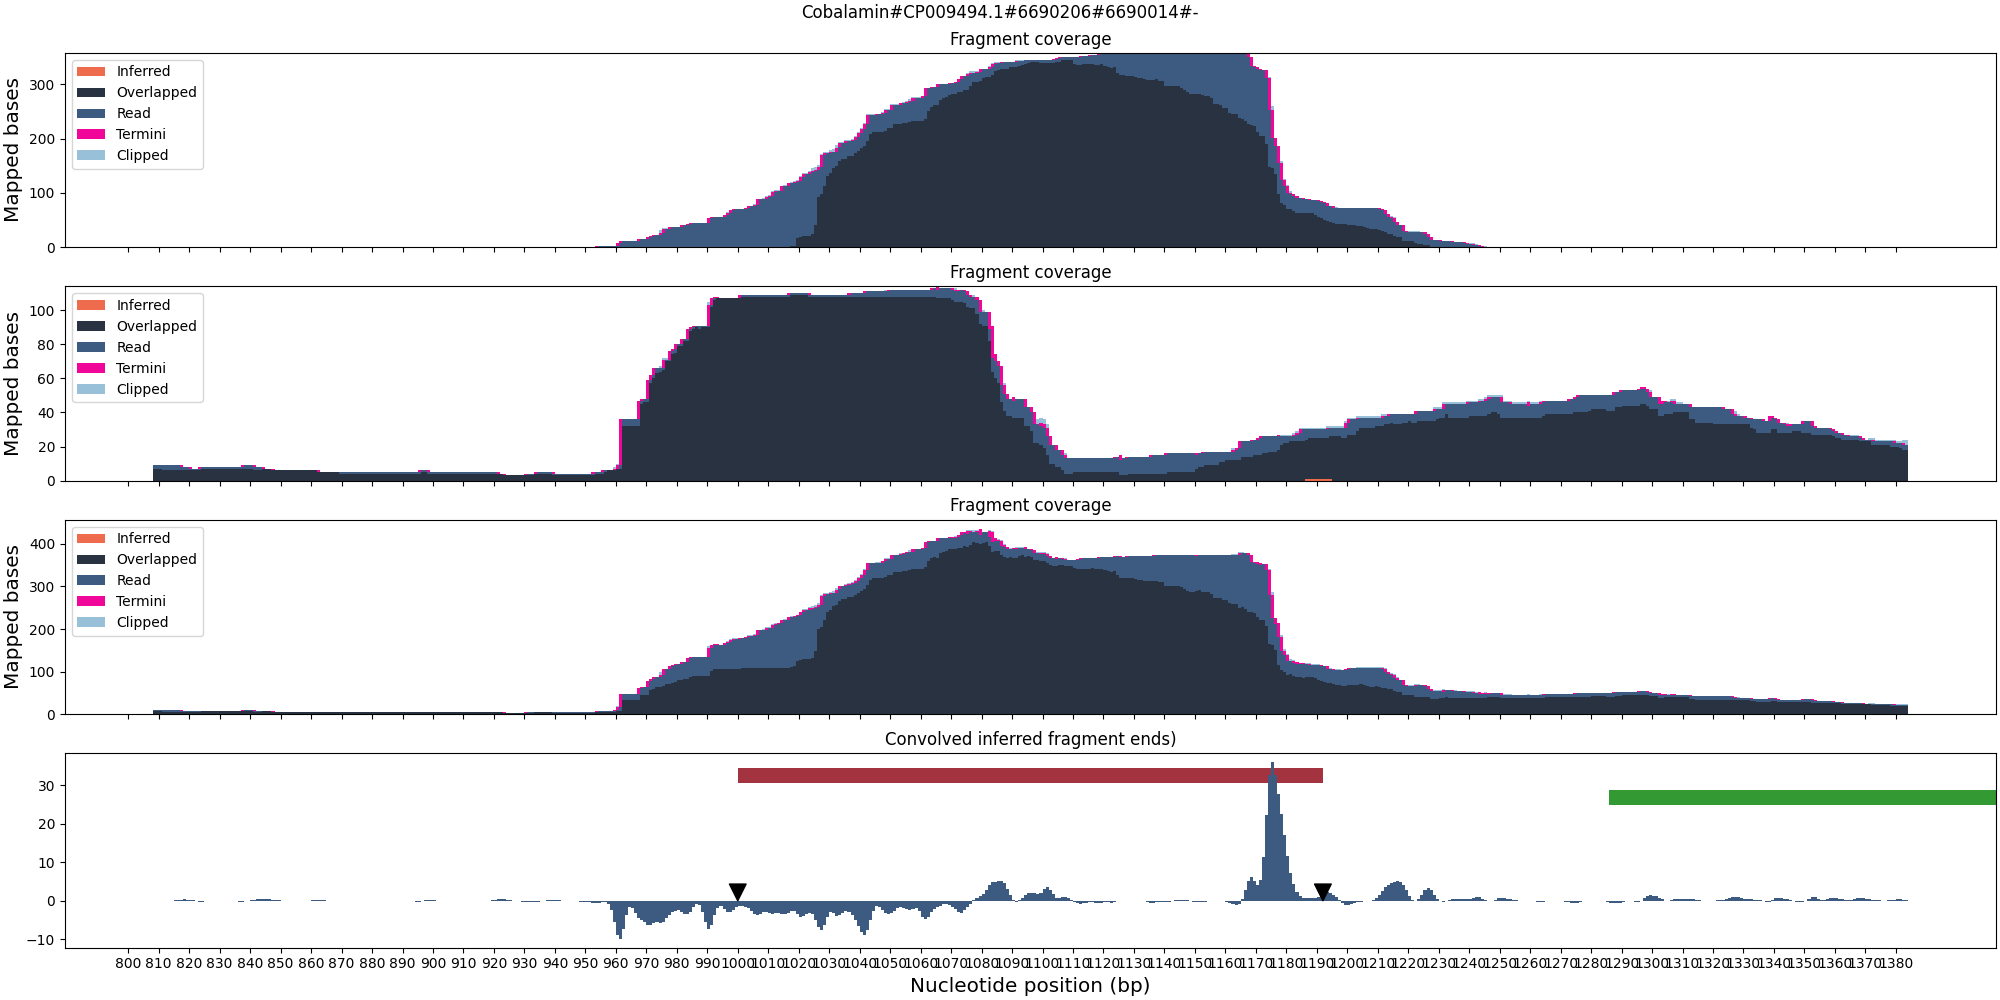 Cobalamin#CP009494.1#6690206#6690014#-
Fragment coverage
Mapped bases
300
200
100
0
Inferred
Overlapped
Read
Termini
Clipped
Fragment coverage
Mapped bases
100
80
60
40
20
0
Inferred
Overlapped
Read
Termini
Clipped
Fragment coverage
Mapped bases
400
300
200
100
0
Inferred
Overlapped
Read
Termini
Clipped
Convolved inferred fragment ends)
30
20
10
0
−10
800 810 820 830 840 850 860 870 880 890 900 910 920 930 940 950 960 970 980 990 1000 1010 1020 1030 1040 1050 1060 1070 1080 1090 1100 1110 1120 1130 1140 1150 1160 1170 1180 1190 1200 1210 1220 1230 1240 1250 1260 1270 1280 1290 1300 1310 1320 1330 1340 1350 1360 1370 1380
Nucleotide position (bp)